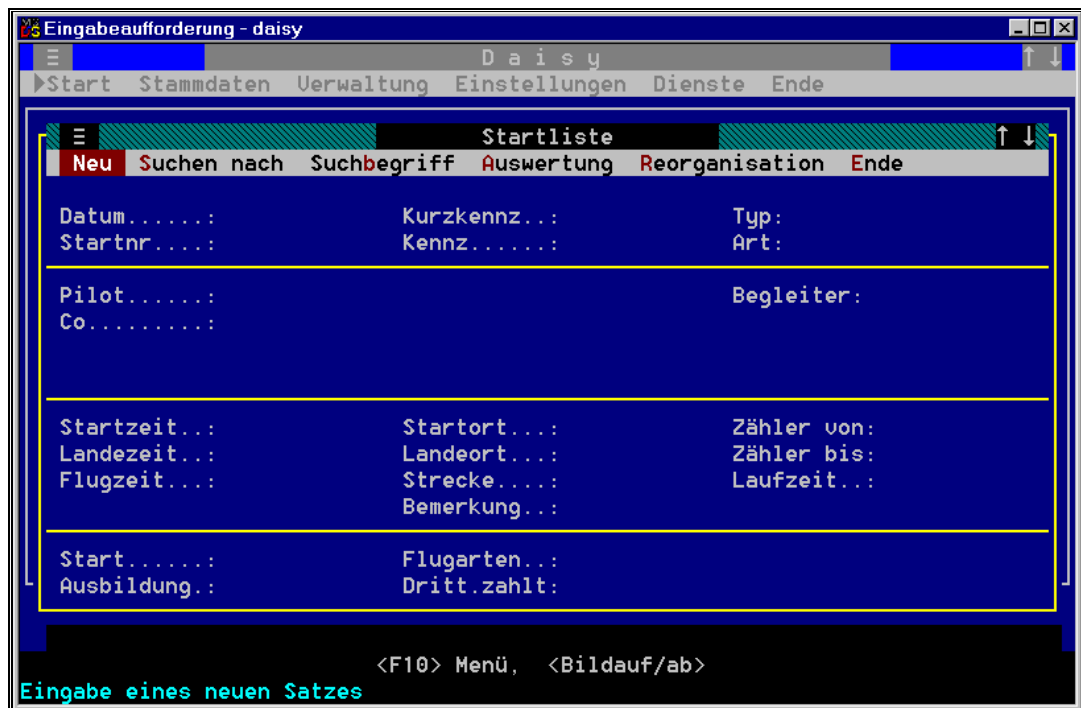 Eingabeaufforderung - daisy
Daisy
Start Stammdaten Verwaltung Einstellungen Dienste Ende
Startliste
Neu Suchen nach Suchbegriff Auswertung Reorganisation Ende
Datum......: Kurzkennz..: Typ:
Startnr....: Kennz......: Art:
Pilot......: Begleiter:
Co.........:
Startzeit..: Startort...: Zähler von:
Landezeit..: Landeort...: Zähler bis:
Flugzeit...: Strecke....: Laufzeit..:
Bemerkung..:
Start......: Flugarten..:
Ausbildung.: Dritt.zahlt:
<F10> Menü, <Bildauf/ab>
Eingabe eines neuen Satzes